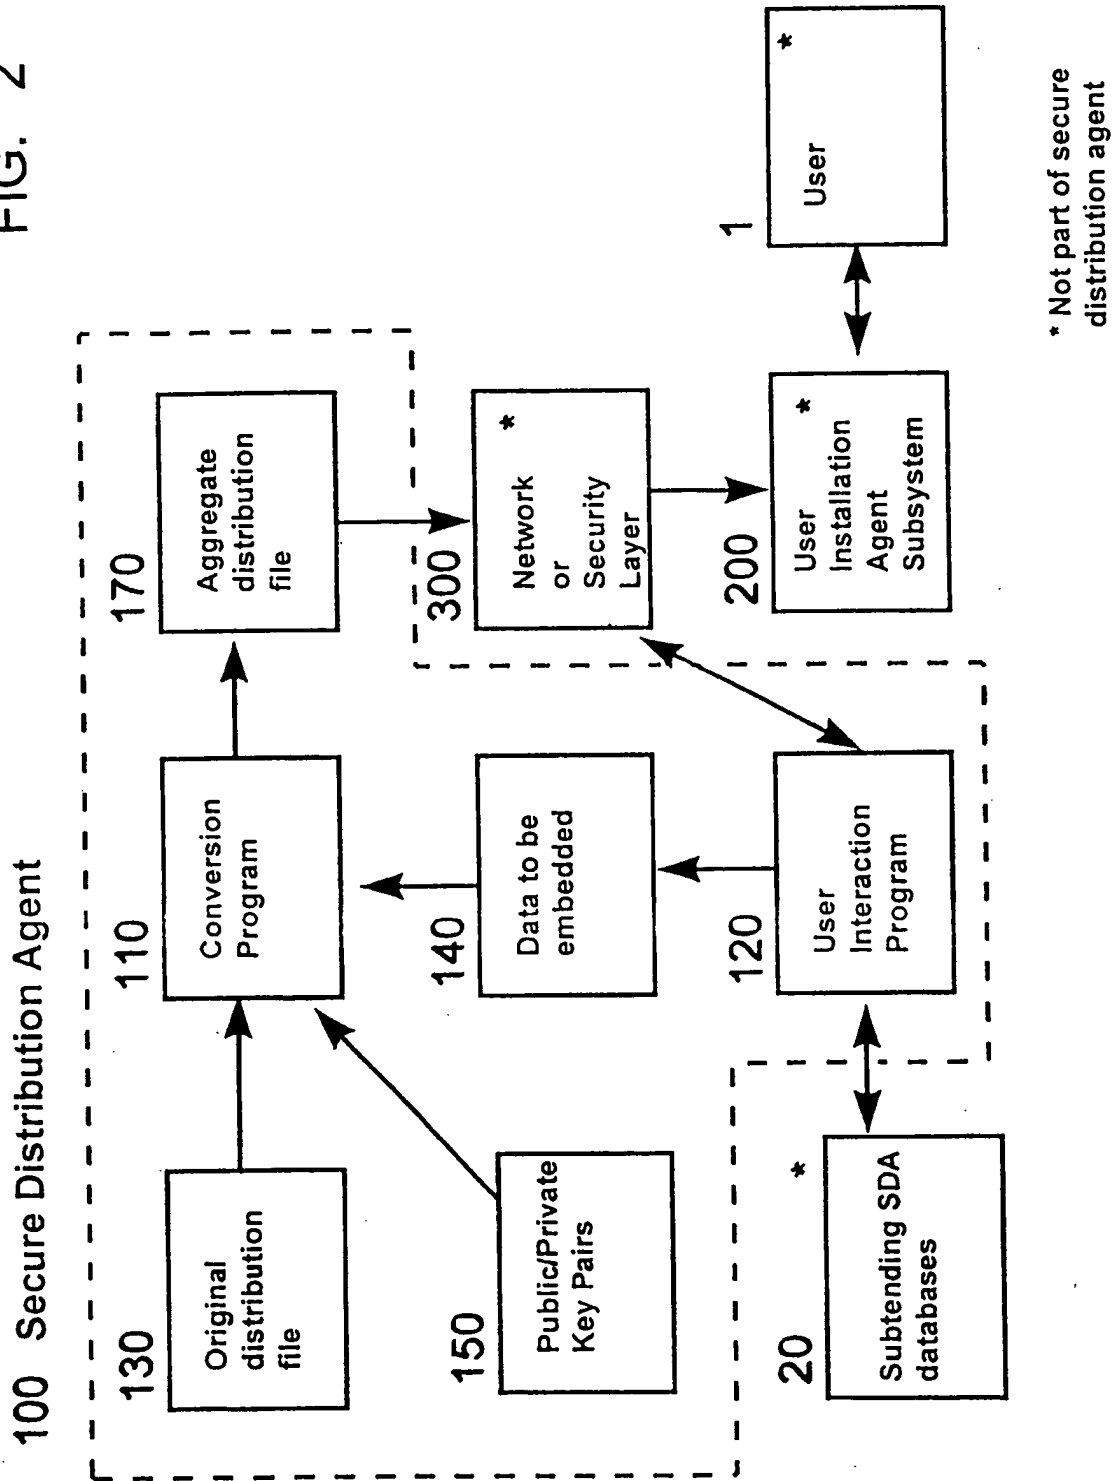 FIG. 2
100 Secure Distribution Agent
130
Original
distribution
file
110
Conversion
Program
170
Aggregate
distribution
file
150
Public/Private
Key Pairs
140
Data to be
embedded
300
Network *
or
Security
Layer
20
*
Subtending SDA
databases
120
User
Interaction
Program
200
User *
Installation
Agent
Subsystem
1
User *
* Not part of secure
distribution agent